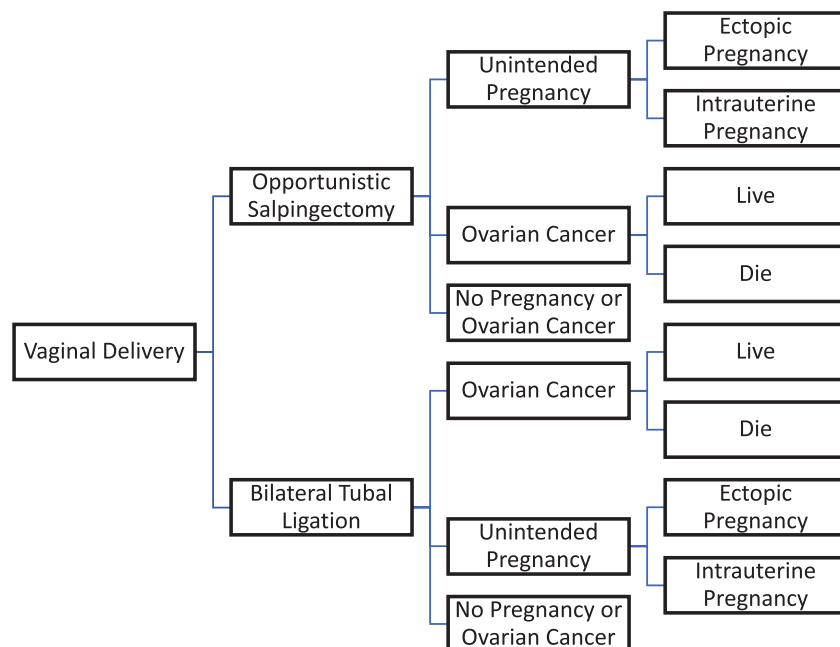 Ectopic
Pregnancy
Unintended
Pregnancy
Intrauterine
Pregnancy
Opportunistic
Salpingectomy
Live
Ovarian Cancer
Die
No Pregnancy or
Ovarian Cancer
Vaginal Delivery
Live
Ovarian Cancer
Die
Bilateral Tubal
Ligation
Ectopic
Pregnancy
Unintended
Pregnancy
Intrauterine
Pregnancy
No Pregnancy or
Ovarian Cancer